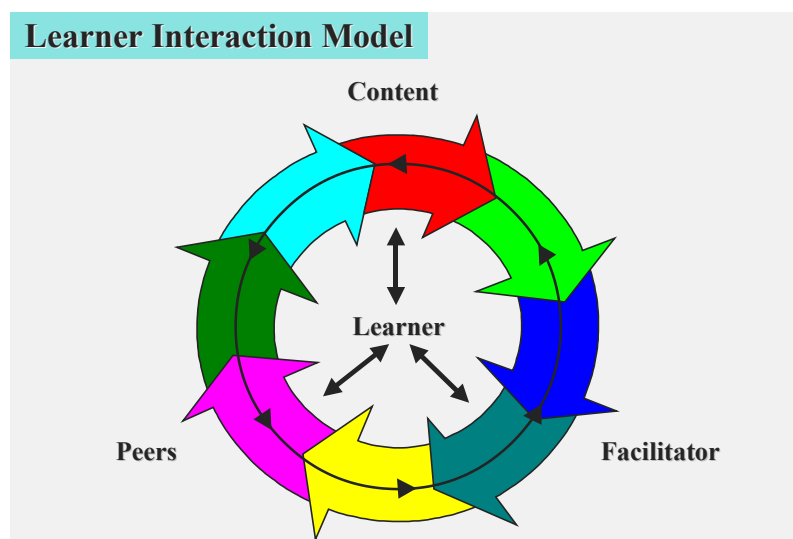 Learner Interaction Model
Content
Learner
Peers
Facilitator